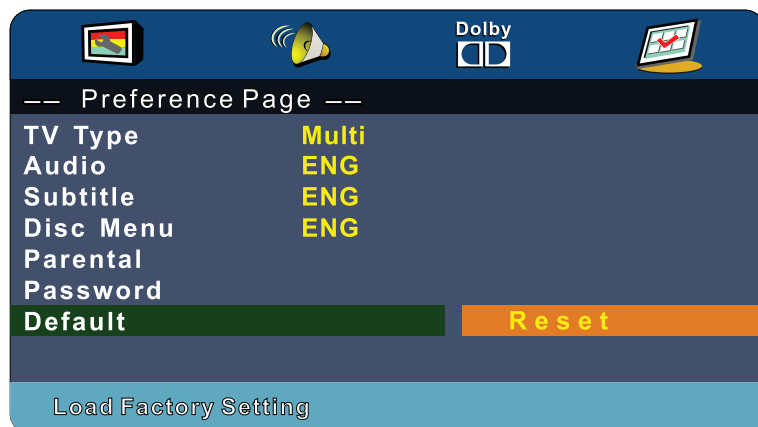 Dolby
-- Preference Page --
TV Type Multi
Audio ENG
Subtitle ENG
Disc Menu ENG
Parental
Password
Default Reset
Load Factory Setting